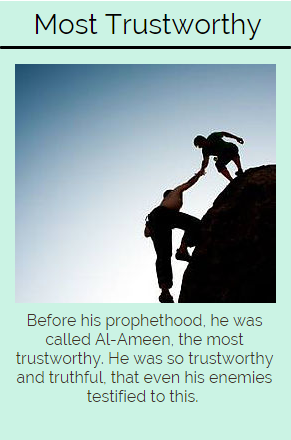 Most Trustworthy
Before his prophethood, he was
called Al-Ameen, the most
trustworthy. He was so trustworthy
and truthful, that even his enemies
testified to this.